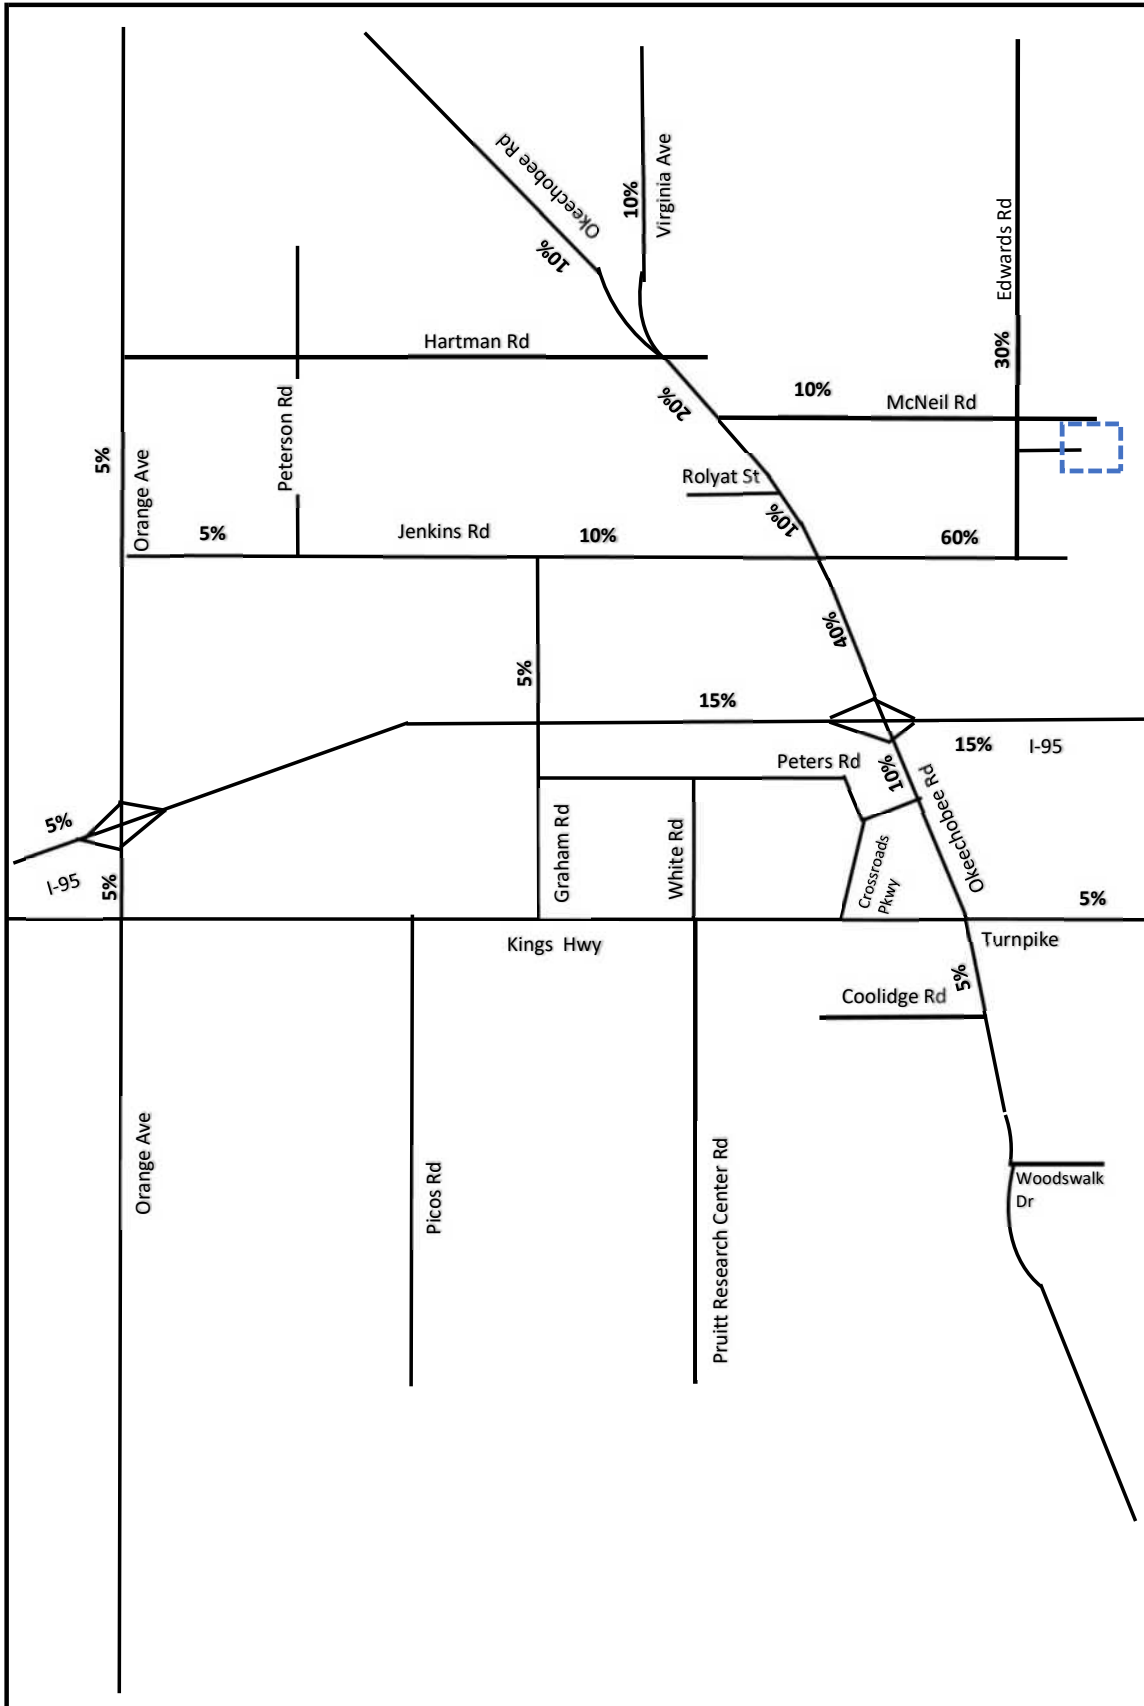 Okeechobee Rd
10%
Virginia Ave
10%
Edwards Rd
30%
Hartman Rd
20%
10%
McNeil Rd
Peterson Rd
5%
Orange Ave
Rolyat St
10%
5%
Jenkins Rd
10%
60%
40%
5%
15%
15%
I-95
Peters Rd
10%
Okeechobee Rd
5%
I-95
5%
Graham Rd
White Rd
Crossroads
Pkwy
5%
Kings Hwy
Turnpike
5%
Coolidge Rd
Orange Ave
Picos Rd
Pruitt Research Center Rd
Woodswalk
Dr